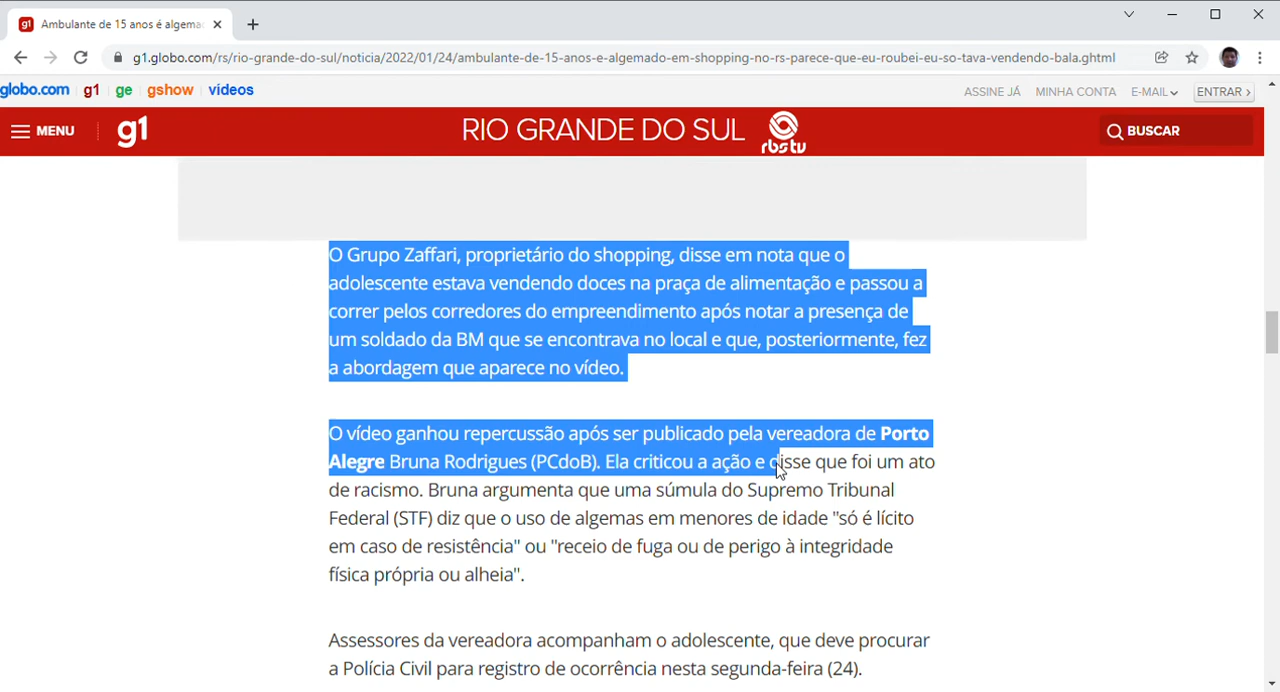 g1 Ambulante de 15 anos é algema
g1.globo.com/rs/rio-grande-do-sul/noticia/2022/01/24/ambulante-de-15-anos-e-algemado-em-shopping-no-rs-parece-que-eu-roubei-eu-so-tava-vendendo-bala.ghtml
globo.com g1 ge gshow vídeos ASSINE JÁ MINHA CONTA E-MAIL ENTRAR ›
MENU g1 RIO GRANDE DO SUL rbs tv BUSCAR
O Grupo Zaffari, proprietário do shopping, disse em nota que o
adolescente estava vendendo doces na praça de alimentação e passou a
correr pelos corredores do empreendimento após notar a presença de
um soldado da BM que se encontrava no local e que, posteriormente, fez
a abordagem que aparece no vídeo.
O vídeo ganhou repercussão após ser publicado pela vereadora de Porto
Alegre Bruna Rodrigues (PCdoB). Ela criticou a ação e disse que foi um ato
de racismo. Bruna argumenta que uma súmula do Supremo Tribunal
Federal (STF) diz que o uso de algemas em menores de idade "só é lícito
em caso de resistência" ou "receio de fuga ou de perigo à integridade
física própria ou alheia".
Assessores da vereadora acompanham o adolescente, que deve procurar
a Polícia Civil para registro de ocorrência nesta segunda-feira (24).